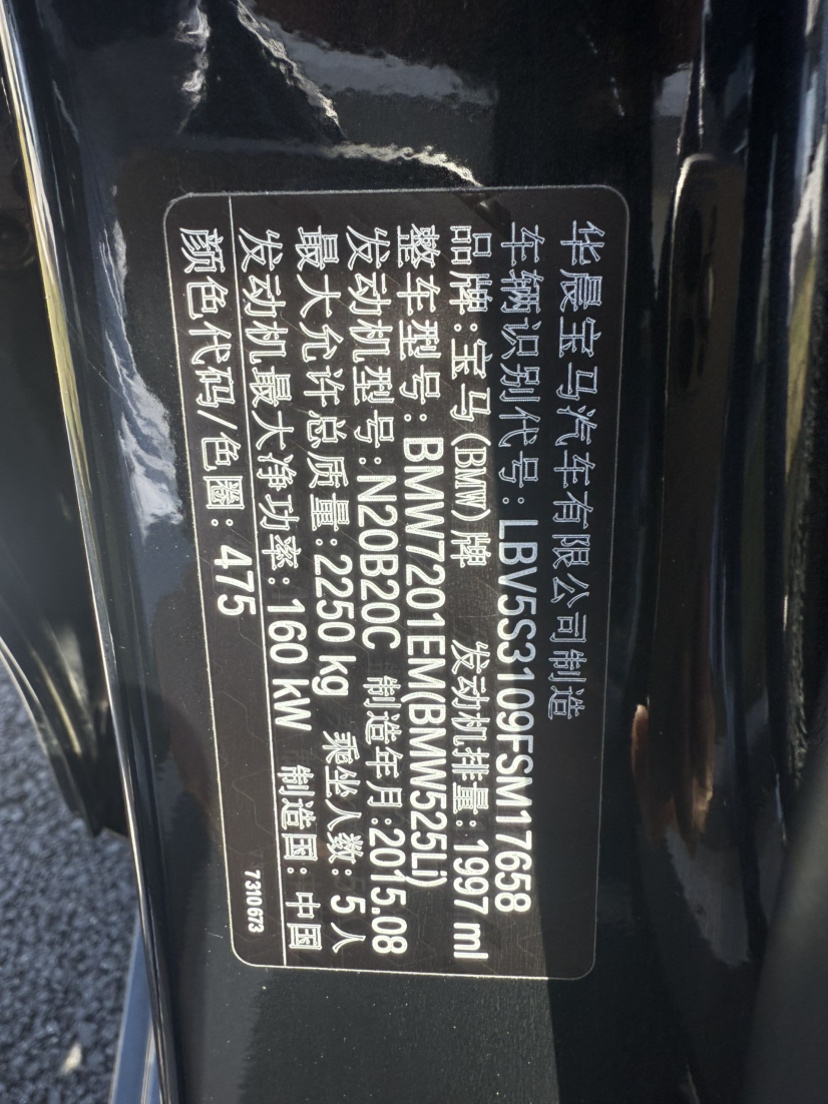 华晨宝马汽车有限公司制造
车辆识别代号：LBV5S3109FSM17658
品牌：宝马(BMW)牌 发动机排量：1997 ml
整车型号：BMW7201EM(BMW525Li)
发动机型号：N20B20C 制造年月：2015.08
最大允许总质量：2250 kg 乘坐人数：5 人
发动机最大净功率：160 kW 制造国：中国
颜色代码/色圈：475
7310673